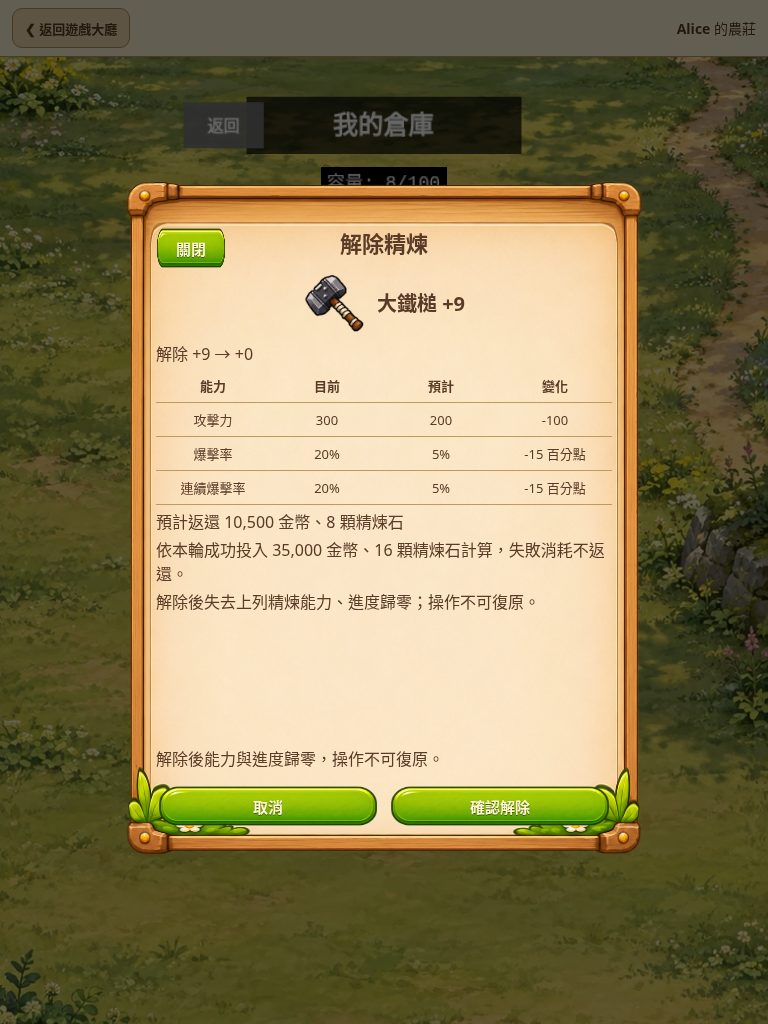 ❮ 返回遊戲大廳
Alice 的農莊
返回
我的倉庫
容量: 8/100
關閉
解除精煉
大鐵槌 +9
解除 +9 → +0
能力 目前 預計 變化
攻擊力 300 200 -100
爆擊率 20% 5% -15 百分點
連續爆擊率 20% 5% -15 百分點
預計返還 10,500 金幣、8 顆精煉石
依本輪成功投入 35,000 金幣、16 顆精煉石計算，失敗消耗不返
還。
解除後失去上列精煉能力、進度歸零；操作不可復原。
解除後能力與進度歸零，操作不可復原。
取消
確認解除